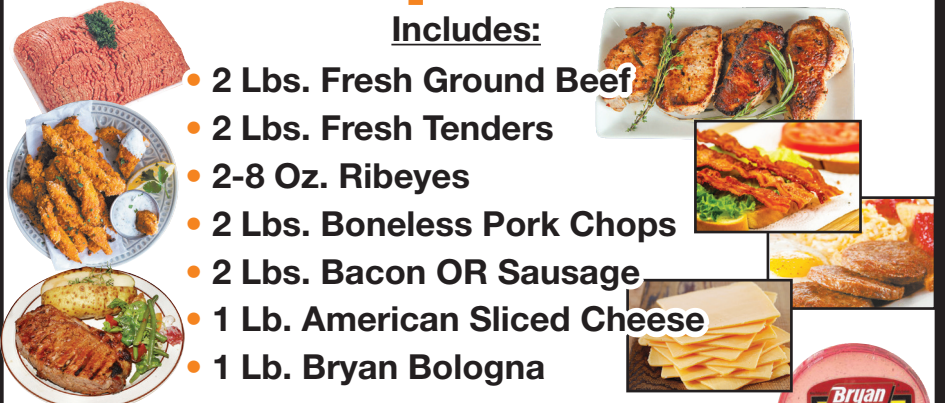 Includes:
• 2 Lbs. Fresh Ground Beef
• 2 Lbs. Fresh Tenders
• 2-8 Oz. Ribeyes
• 2 Lbs. Boneless Pork Chops
• 2 Lbs. Bacon OR Sausage
• 1 Lb. American Sliced Cheese
• 1 Lb. Bryan Bologna
Bryan